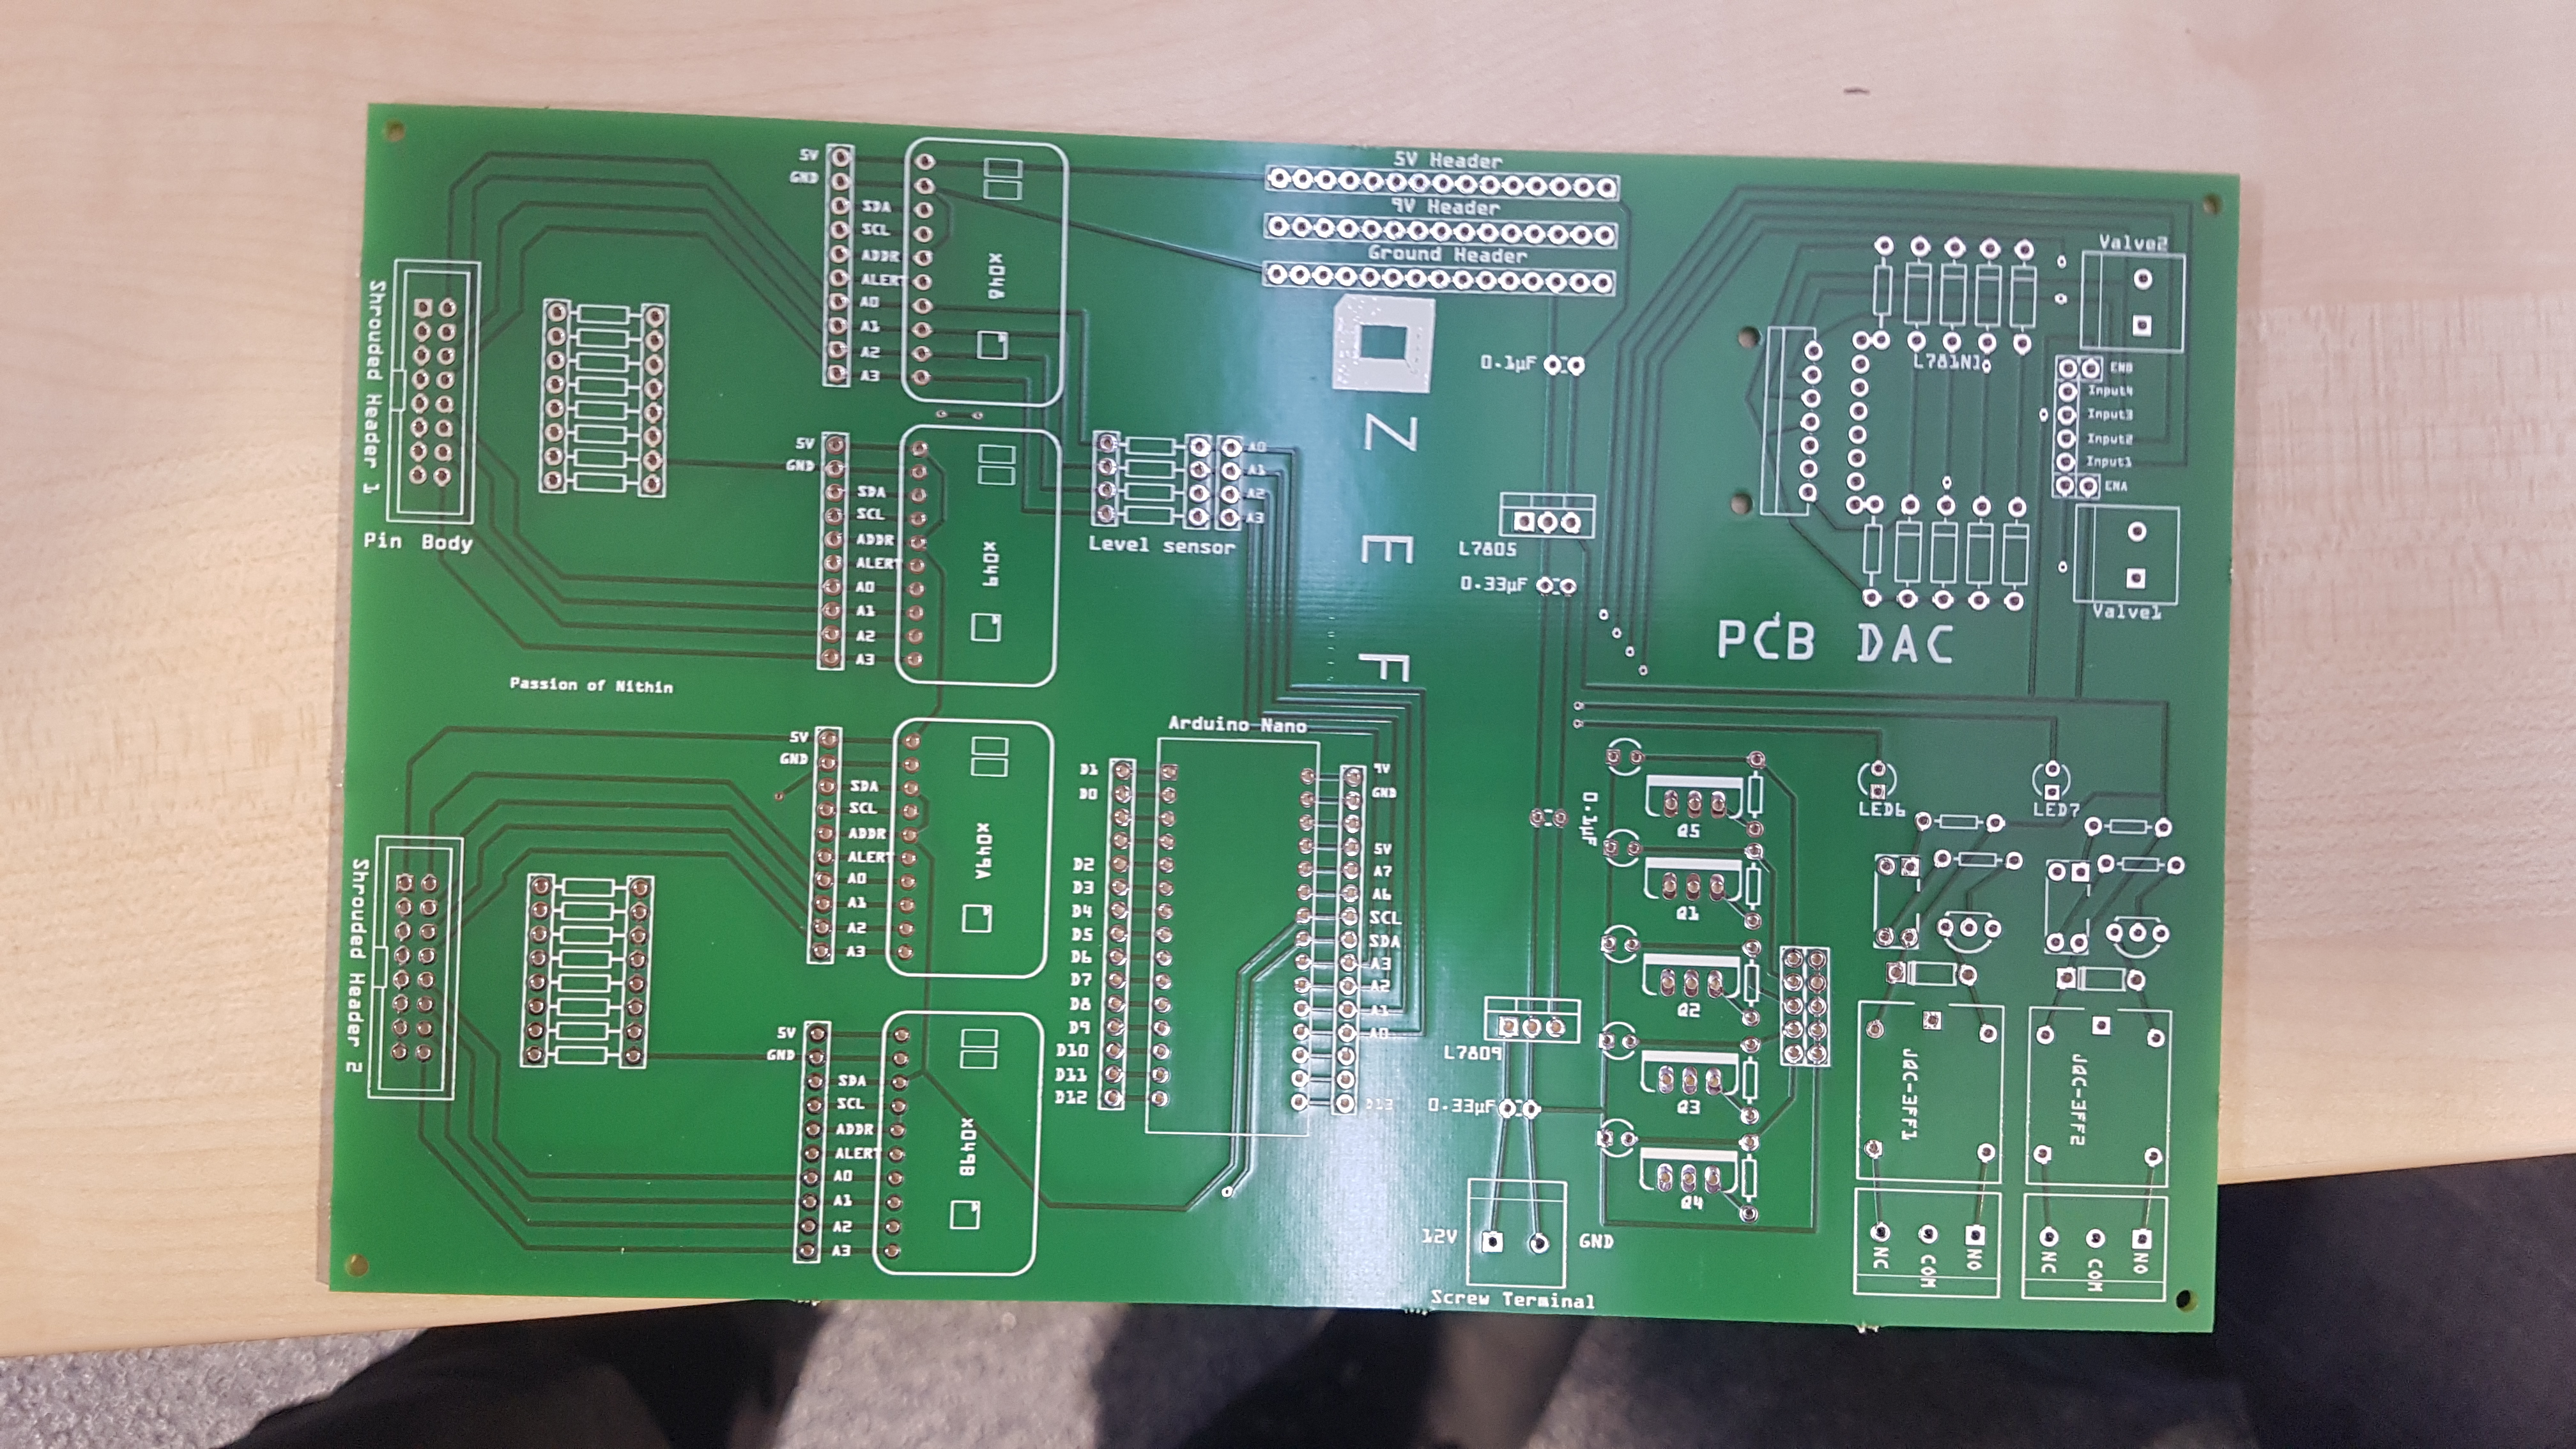 Shrouded Header 2
Shrouded Header 1
Pin Body
Passion of Nithin
GND
5V
GND
5V
GND
5V
GND
5V
A3
A2
A1
A0
ALERT
ADDR
SCL
SDA
A3
A2
A1
A0
ALERT
ADDR
SCL
SDA
A3
A2
A1
A0
ALERT
ADDR
SCL
SDA
A3
A2
A1
A0
ALERT
ADDR
SCL
SDA
x049B
x049A
x049
x048
D12
D11
D10
D9
D8
D7
D6
D5
D4
D3
D2
D0
D1
Arduino Nano
Level sensor
A3
A2
A1
A0
D13
A0
A1
A2
A3
SDA
SCL
A6
A7
5V
GND
9V
N
E
E
Ground Header
9V Header
5V Header
12V
GND
Screw Terminal
0.33µF
L7809
0.1µF
0.33µF
L7805
0.1µF
Q4
Q3
Q2
Q1
Q5
PCB DAC
NC
COM
NO
JQC-3FF1
LED6
NC
COM
NO
JQC-3FF2
LED7
Valve1
ENA
Input1
Input2
Input3
Input4
ENB
Valve2